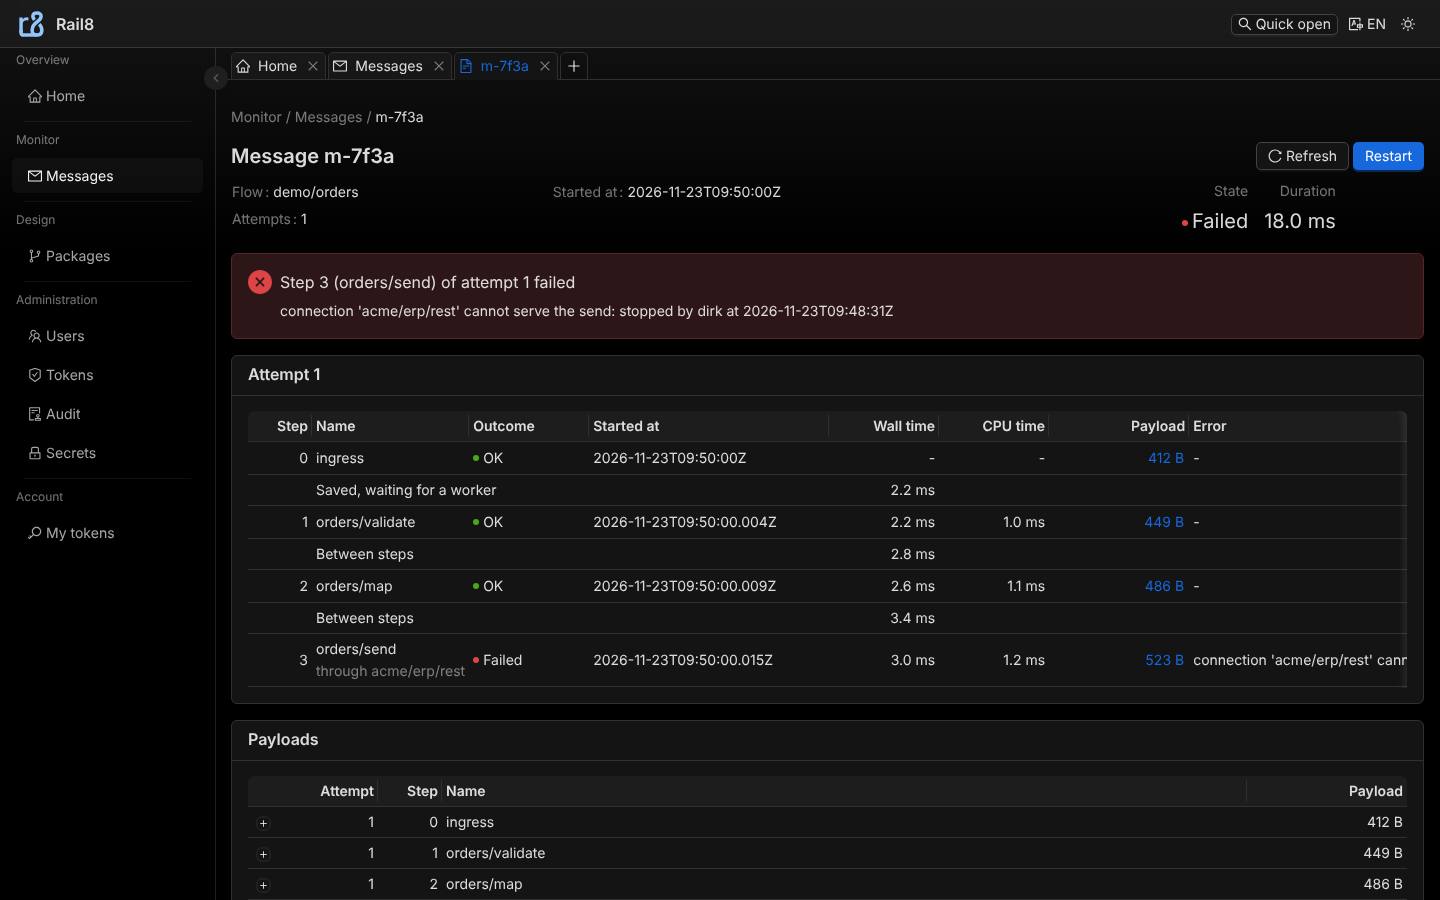 Rail8
Quick open
EN
Overview
Home
Monitor
Messages
Design
Packages
Administration
Users
Tokens
Audit
Secrets
Account
My tokens
Home
Messages
m-7f3a
Monitor / Messages / m-7f3a
Message m-7f3a
Refresh
Restart
Flow: demo/orders
Started at: 2026-11-23T09:50:00Z
Attempts: 1
State
Failed
Duration
18.0 ms
Step 3 (orders/send) of attempt 1 failed
connection 'acme/erp/rest' cannot serve the send: stopped by dirk at 2026-11-23T09:48:31Z
Attempt 1
Step Name Outcome Started at Wall time CPU time Payload Error
0 ingress OK 2026-11-23T09:50:00Z - - 412 B -
Saved, waiting for a worker 2.2 ms
1 orders/validate OK 2026-11-23T09:50:00.004Z 2.2 ms 1.0 ms 449 B -
Between steps 2.8 ms
2 orders/map OK 2026-11-23T09:50:00.009Z 2.6 ms 1.1 ms 486 B -
Between steps 3.4 ms
3 orders/send Failed 2026-11-23T09:50:00.015Z 3.0 ms 1.2 ms 523 B connection 'acme/erp/rest' cann
through acme/erp/rest
Payloads
Attempt Step Name Payload
1 0 ingress 412 B
1 1 orders/validate 449 B
1 2 orders/map 486 B